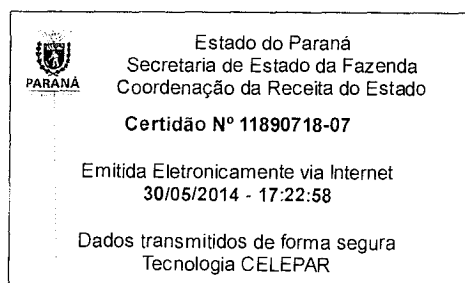 Estado do Paraná
Secretaria de Estado da Fazenda
PARANÁ
Coordenação da Receita do Estado
Certidão Nº 11890718-07
Emitida Eletronicamente via Internet
30/05/2014 - 17:22:58
Dados transmitidos de forma segura
Tecnologia CELEPAR